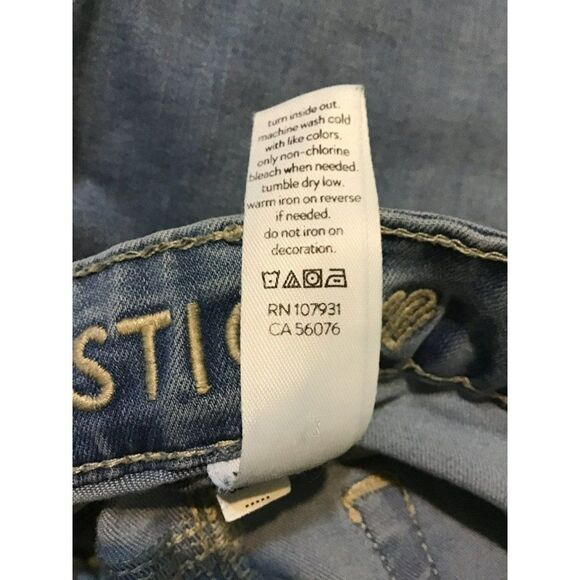 turn inside out.
machine wash cold
with like colors.
only non-chlorine
bleach when needed.
tumble dry low.
warm iron on reverse
if needed.
do not iron on
decoration.
RN 107931
CA 56076
STI